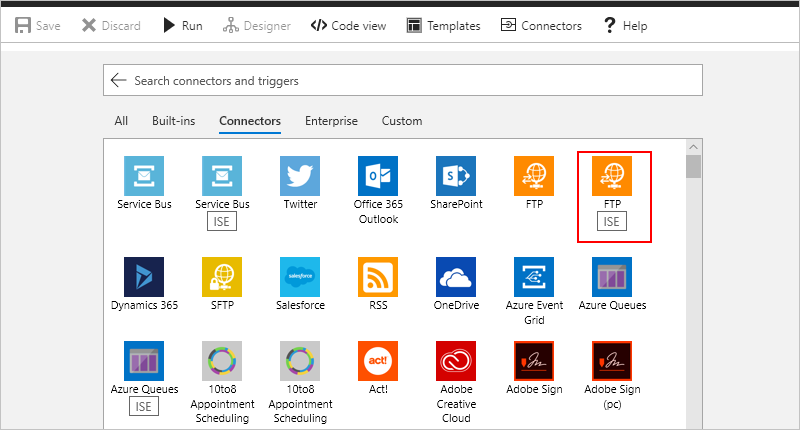 Save Discard Run Designer Code view Templates Connectors ? Help
Search connectors and triggers
All Built-ins Connectors Enterprise Custom
Service Bus Service Bus Twitter Office 365 SharePoint FTP FTP
ISE Outlook ISE
salesforce
Dynamics 365 SFTP Salesforce RSS OneDrive Azure Event Azure Queues
Grid
act!
Azure Queues 10to8 10to8 Act! Adobe Adobe Sign Adobe Sign
ISE Appointment Appointment Creative (pc)
Scheduling Scheduling Cloud